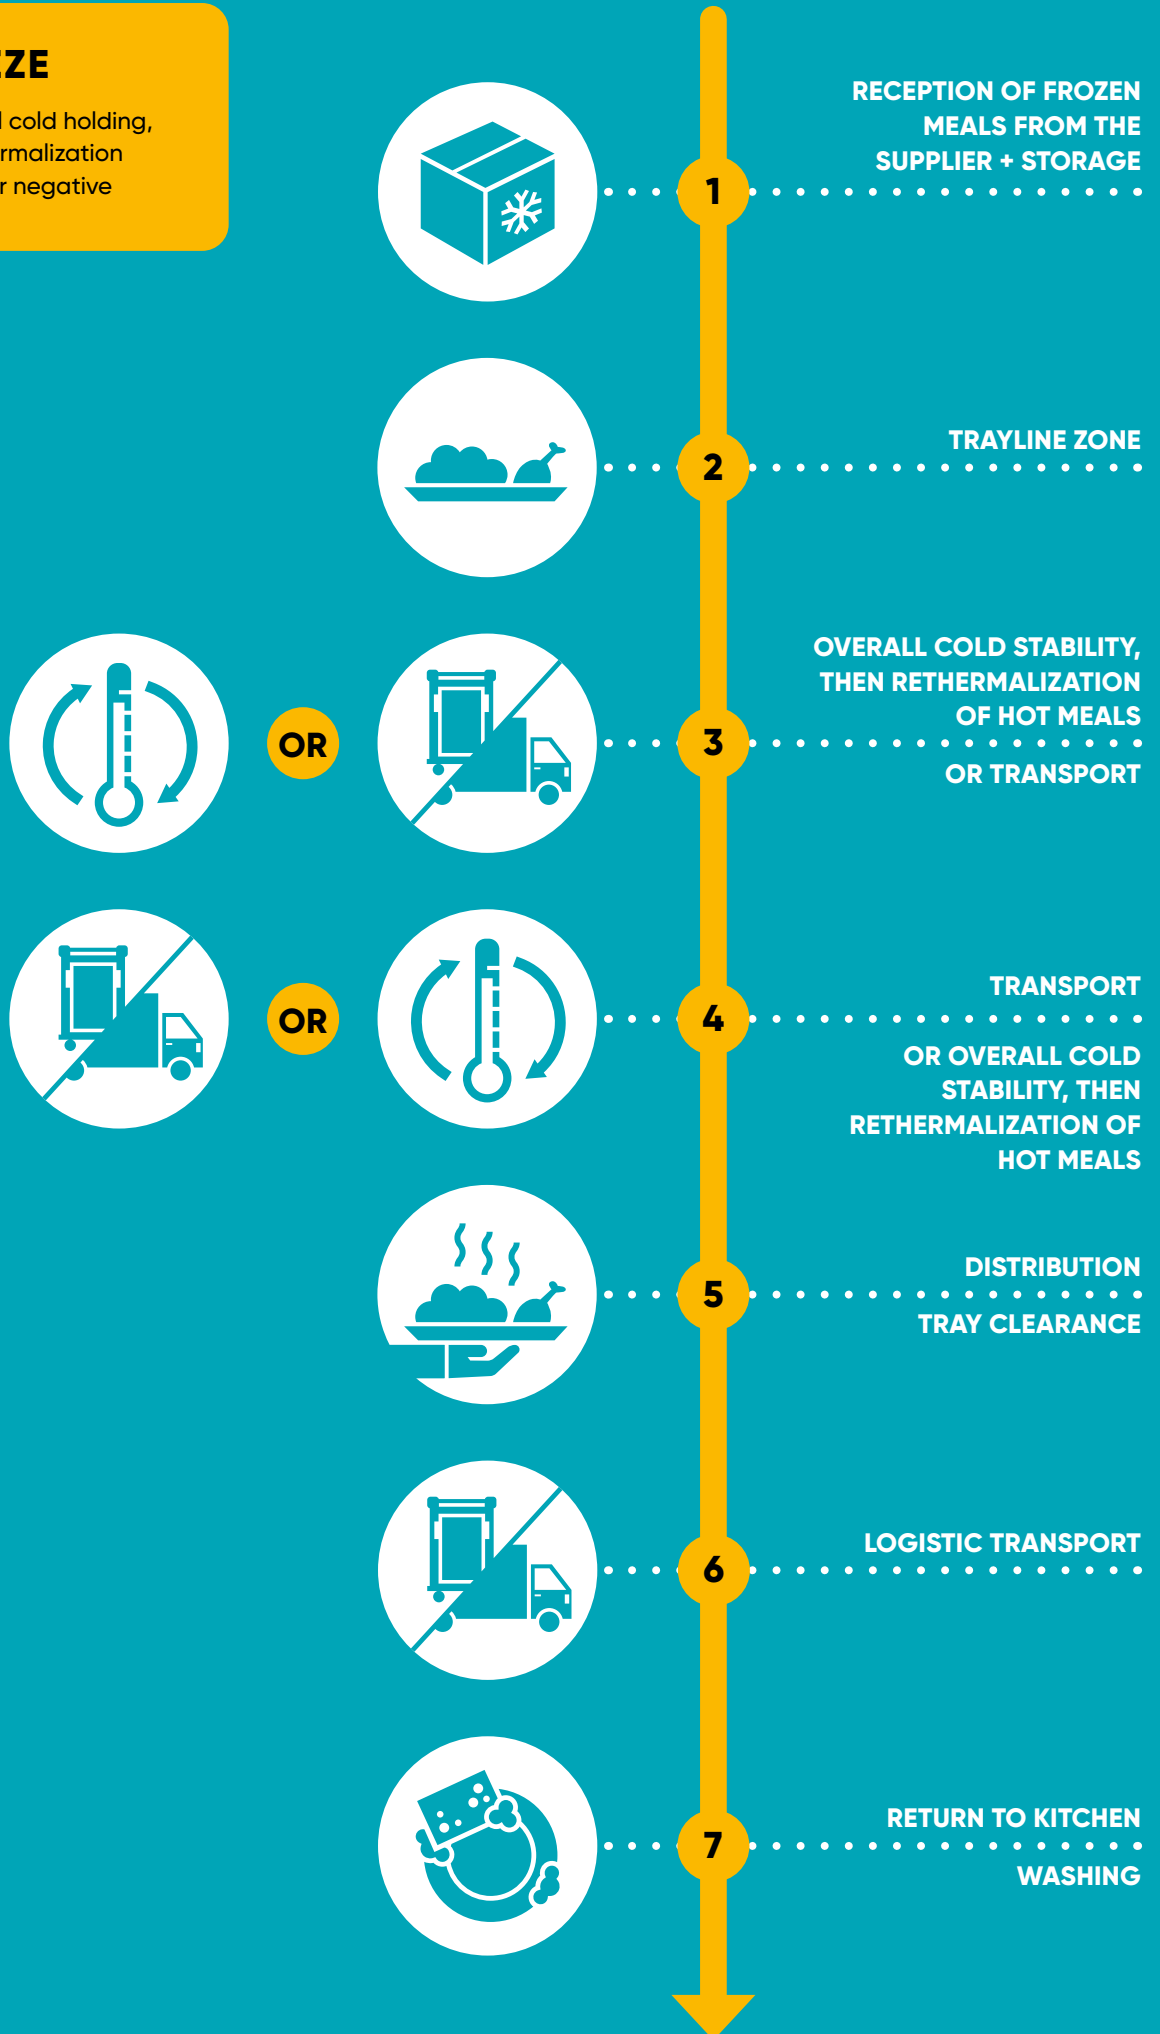 cold holding,
negative
RECEPTION OF FROZEN
MEALS FROM THE
SUPPLIER + STORAGE
1
TRAYLINE ZONE
2
OVERALL COLD STABILITY,
THEN RETHERMALIZATION
OF HOT MEALS
OR
3
OR TRANSPORT
TRANSPORT
OR
4
OR OVERALL COLD
STABILITY, THEN
RETHERMALIZATION OF
HOT MEALS
DISTRIBUTION
5
TRAY CLEARANCE
LOGISTIC TRANSPORT
6
RETURN TO KITCHEN
7
WASHING